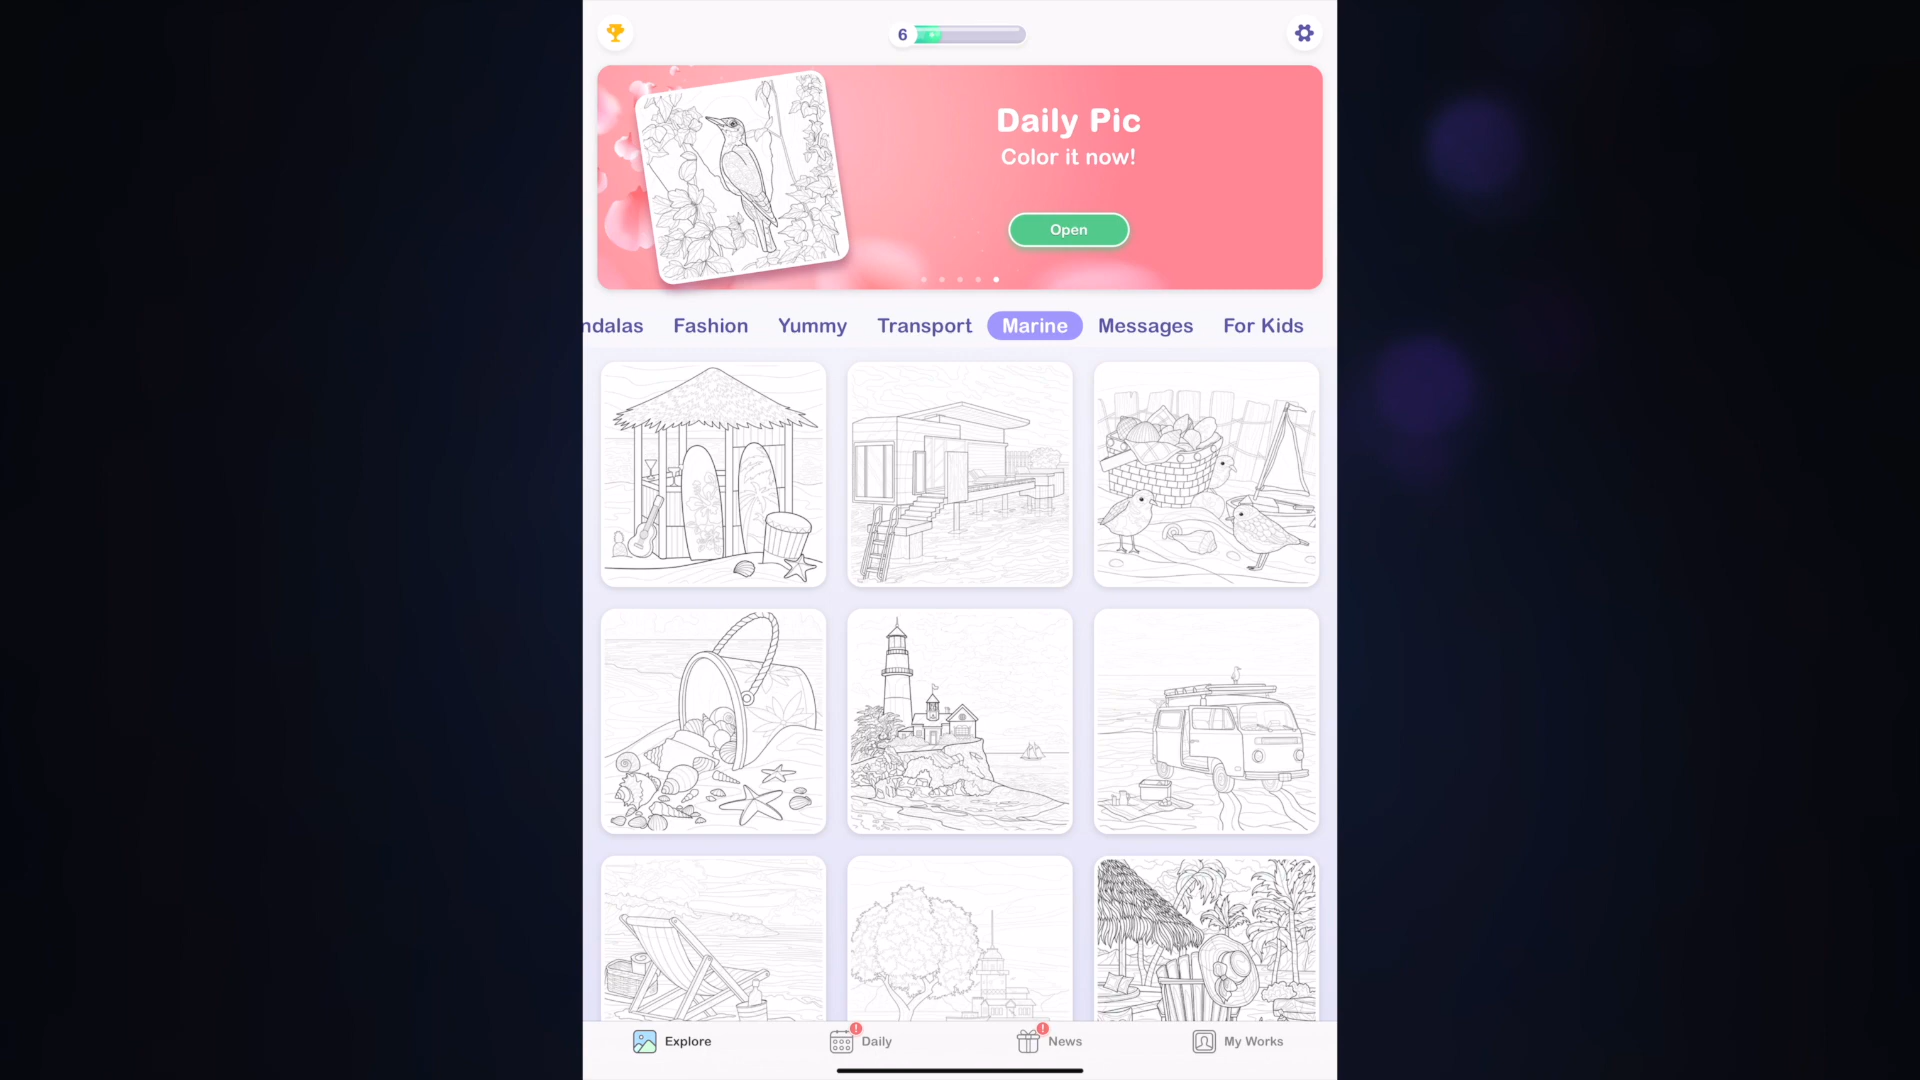 6
Daily Pic
Color it now!
Open
ndalas Fashion Yummy Transport Marine Messages For Kids
Explore Daily News My Works